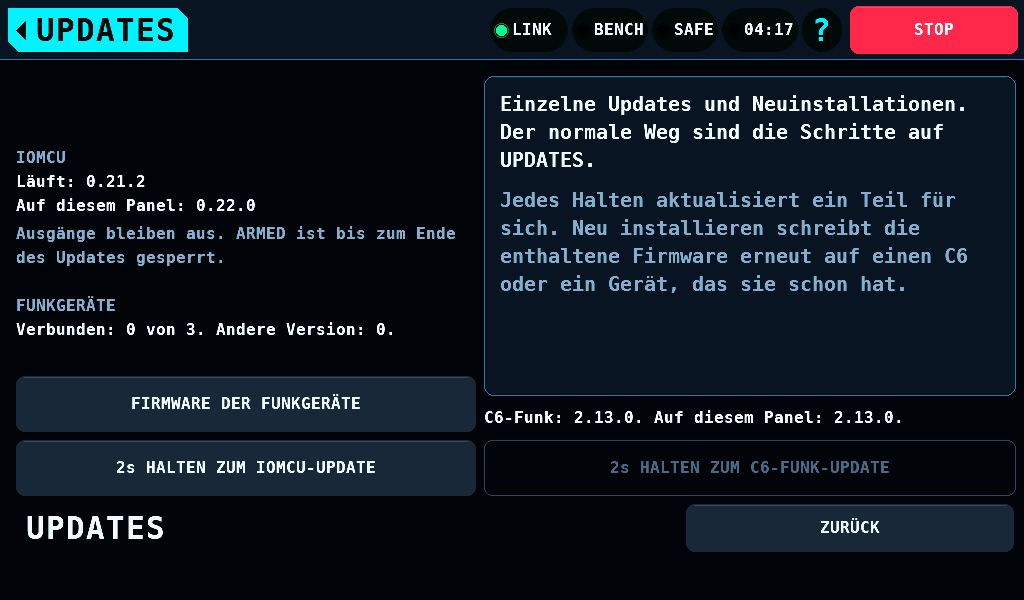 UPDATES
LINK
BENCH
SAFE
04:17
?
STOP
IOMCU
Läuft: 0.21.2
Auf diesem Panel: 0.22.0
Ausgänge bleiben aus. ARMED ist bis zum Ende
des Updates gesperrt.
FUNKGERÄTE
Verbunden: 0 von 3. Andere Version: 0.
FIRMWARE DER FUNKGERÄTE
2s HALTEN ZUM IOMCU-UPDATE
Einzelne Updates und Neuinstallationen.
Der normale Weg sind die Schritte auf
UPDATES.
Jedes Halten aktualisiert ein Teil für
sich. Neu installieren schreibt die
enthaltene Firmware erneut auf einen C6
oder ein Gerät, das sie schon hat.
C6-Funk: 2.13.0. Auf diesem Panel: 2.13.0.
2s HALTEN ZUM C6-FUNK-UPDATE
UPDATES
ZURÜCK